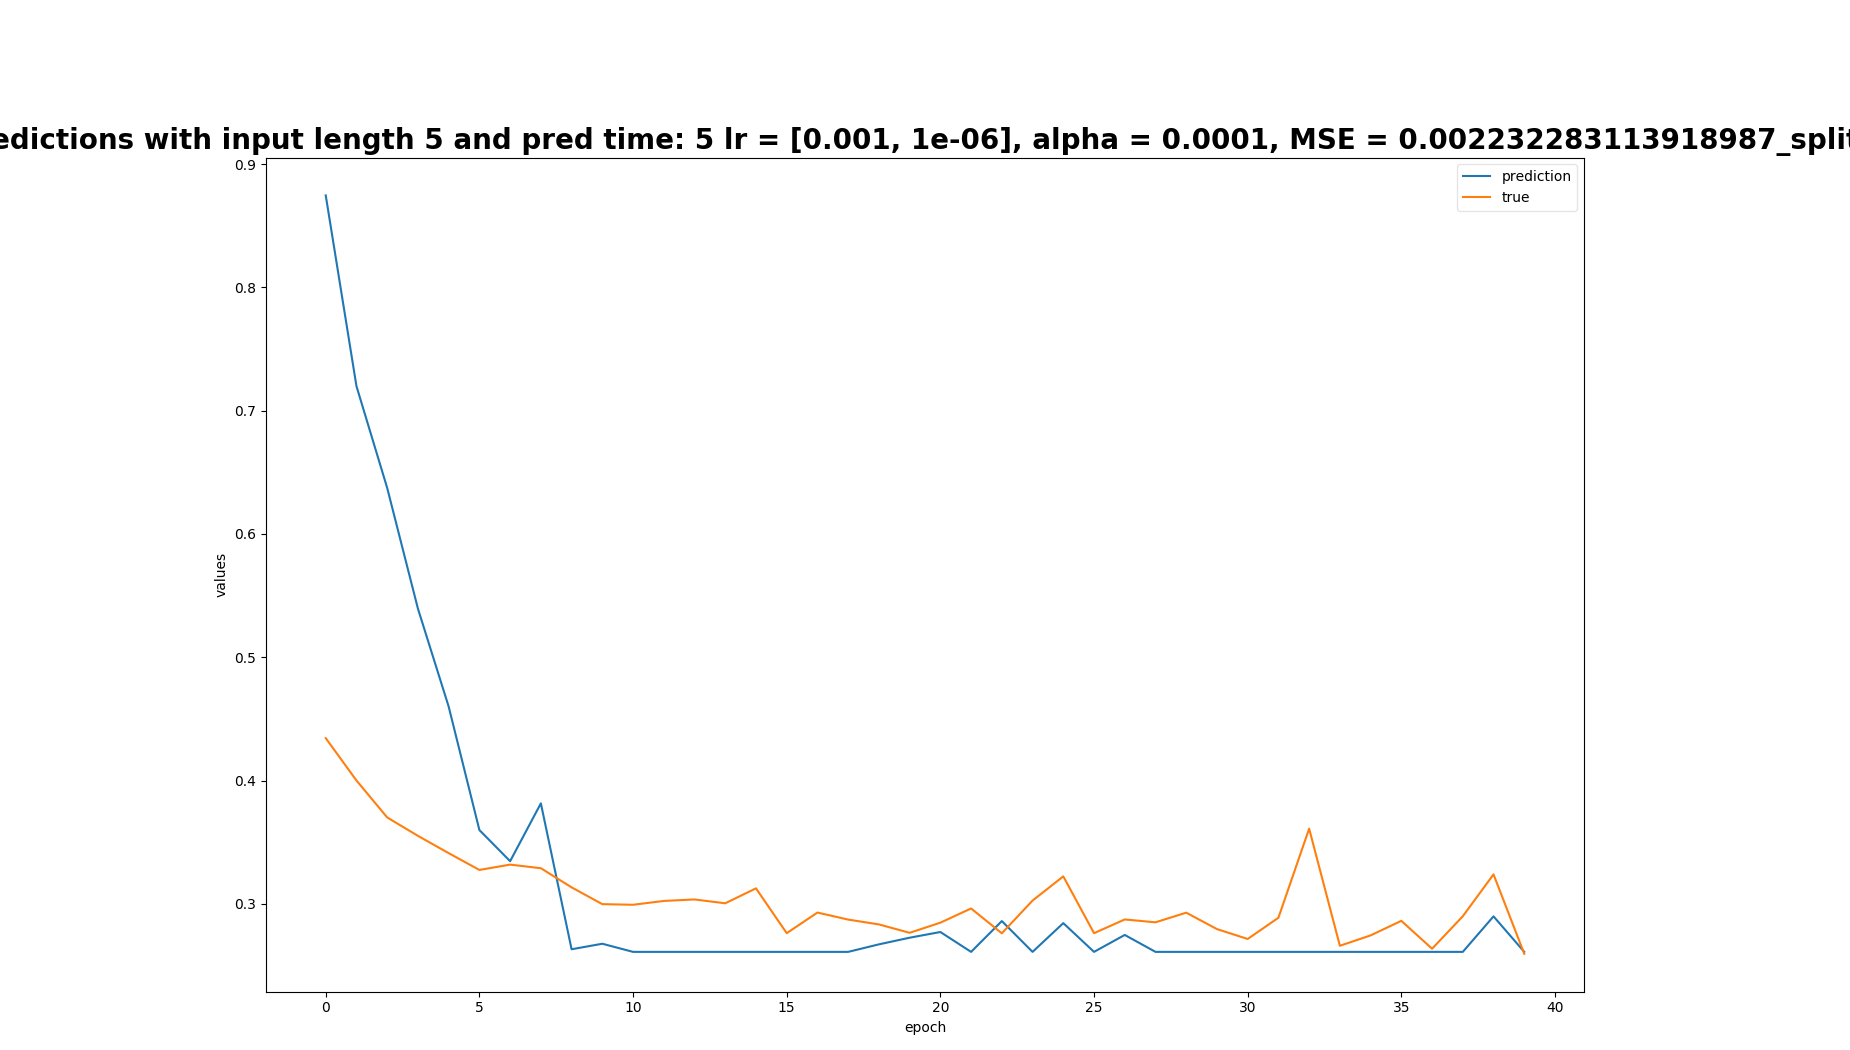 edictions with input length 5 and pred time: 5 lr = [0.001, 1e-06], alpha = 0.0001, MSE = 0.002232283113918987_split
prediction
true
0.9
0.8
0.7
0.6
0.5
0.4
0.3
values
0 5 10 15 20 25 30 35 40
epoch